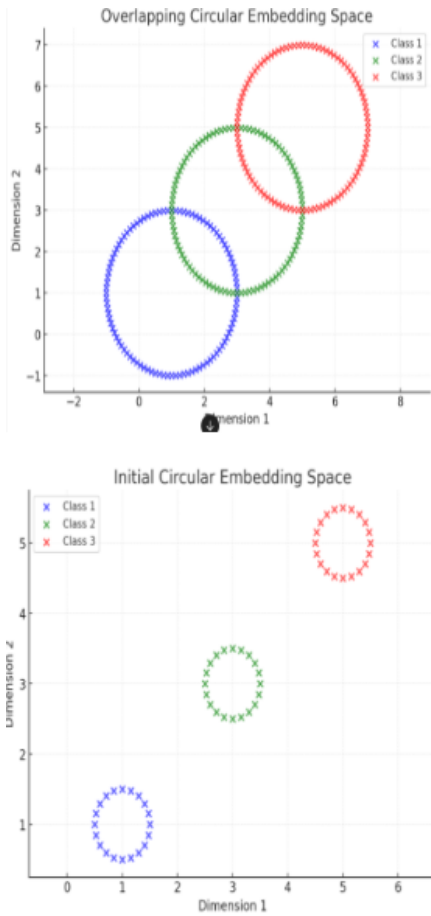 Overlapping Circular Embedding Space
Class 1
Class 2
Class 3
7
6
5
4
3
2
1
0
−1
Dimension 2
−2
0
2
4
6
8
Dimension 1
Initial Circular Embedding Space
Class 1
Class 2
Class 3
5
4
3
2
1
Dimension 2
0
1
2
3
4
5
6
Dimension 1